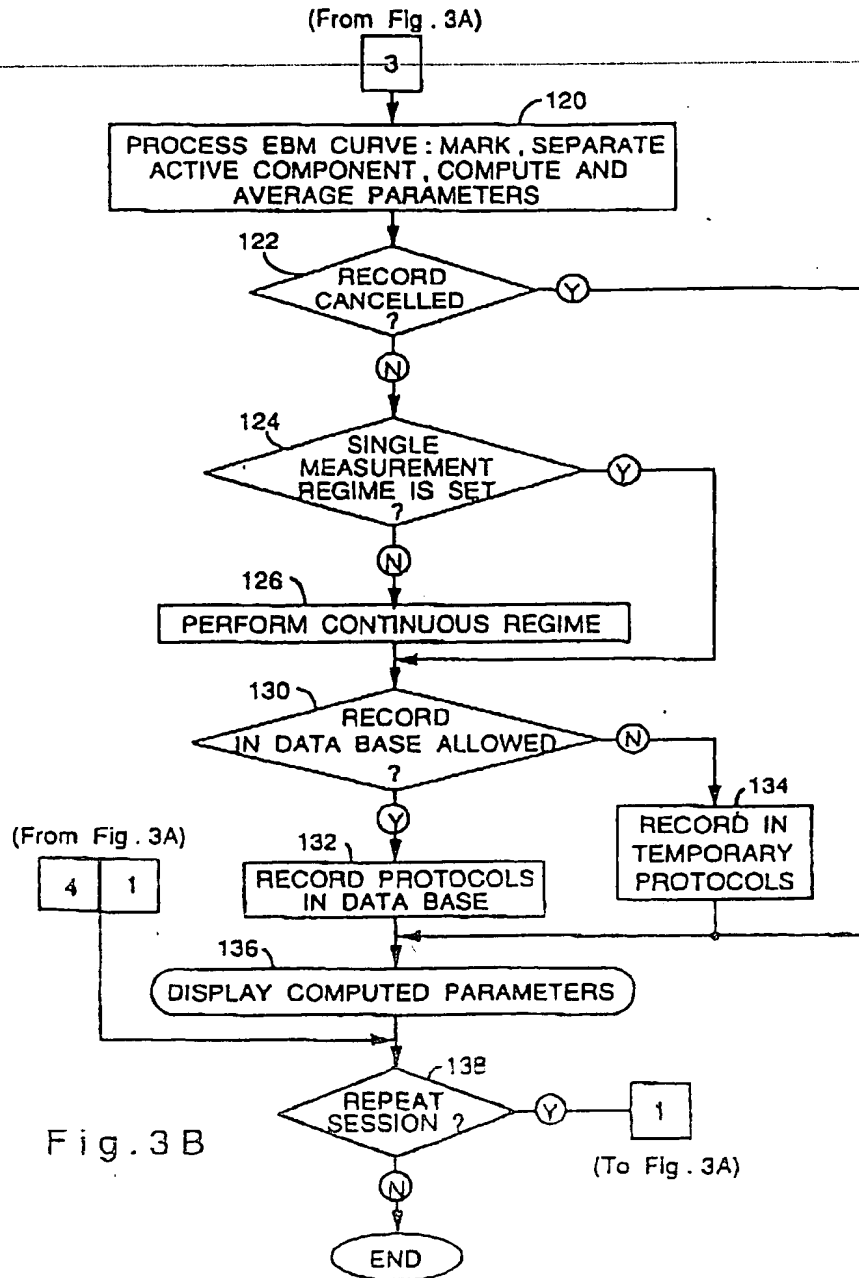 (From Fig. 3A)
3
120
PROCESS EBM CURVE: MARK, SEPARATE
ACTIVE COMPONENT, COMPUTE AND
AVERAGE PARAMETERS
122
RECORD
CANCELLED
?
Y
N
124
SINGLE
MEASUREMENT
REGIME IS SET
?
Y
N
126
PERFORM CONTINUOUS REGIME
130
RECORD
IN DATA BASE ALLOWED
?
N
Y
134
RECORD IN
TEMPORARY
PROTOCOLS
(From Fig. 3A)
4 1
132
RECORD PROTOCOLS
IN DATA BASE
136
DISPLAY COMPUTED PARAMETERS
138
REPEAT
SESSION ?
Y
1
(To Fig. 3A)
Fig. 3B
N
END